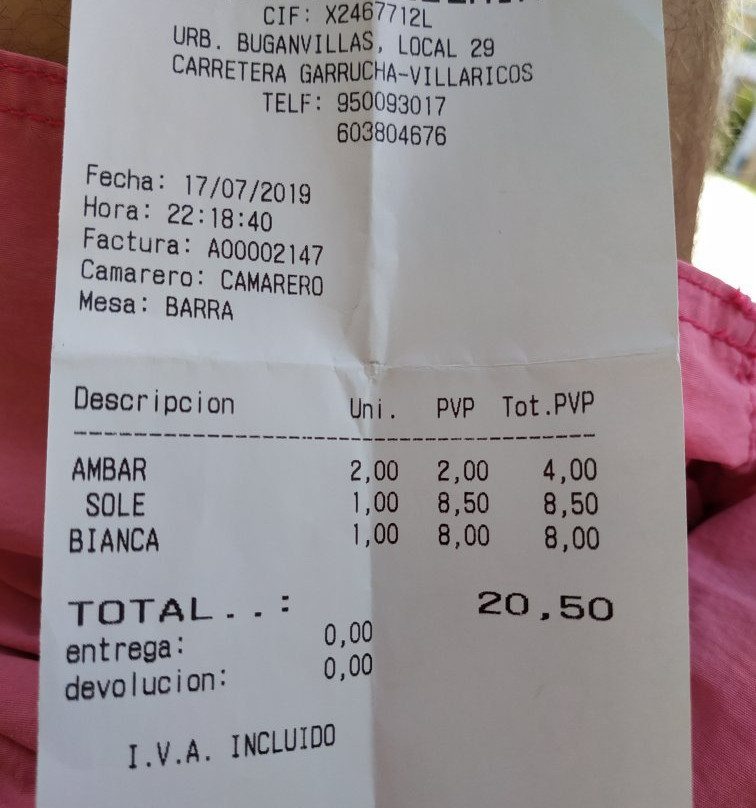 CIF: X2467712L
URB. BUGANVILLAS, LOCAL 29
CARRETERA GARRUCHA-VILLARICOS
TELF: 950093017
603804676
Fecha: 17/07/2019
Hora: 22:18:40
Factura: A00002147
Camarero: CAMARERO
Mesa: BARRA
Descripcion Uni. PVP Tot.PVP
AMBAR 2,00 2,00 4,00
SOLE 1,00 8,50 8,50
BIANCA 1,00 8,00 8,00
TOTAL..: 20,50
entrega: 0,00
devolucion: 0,00
I.V.A. INCLUIDO